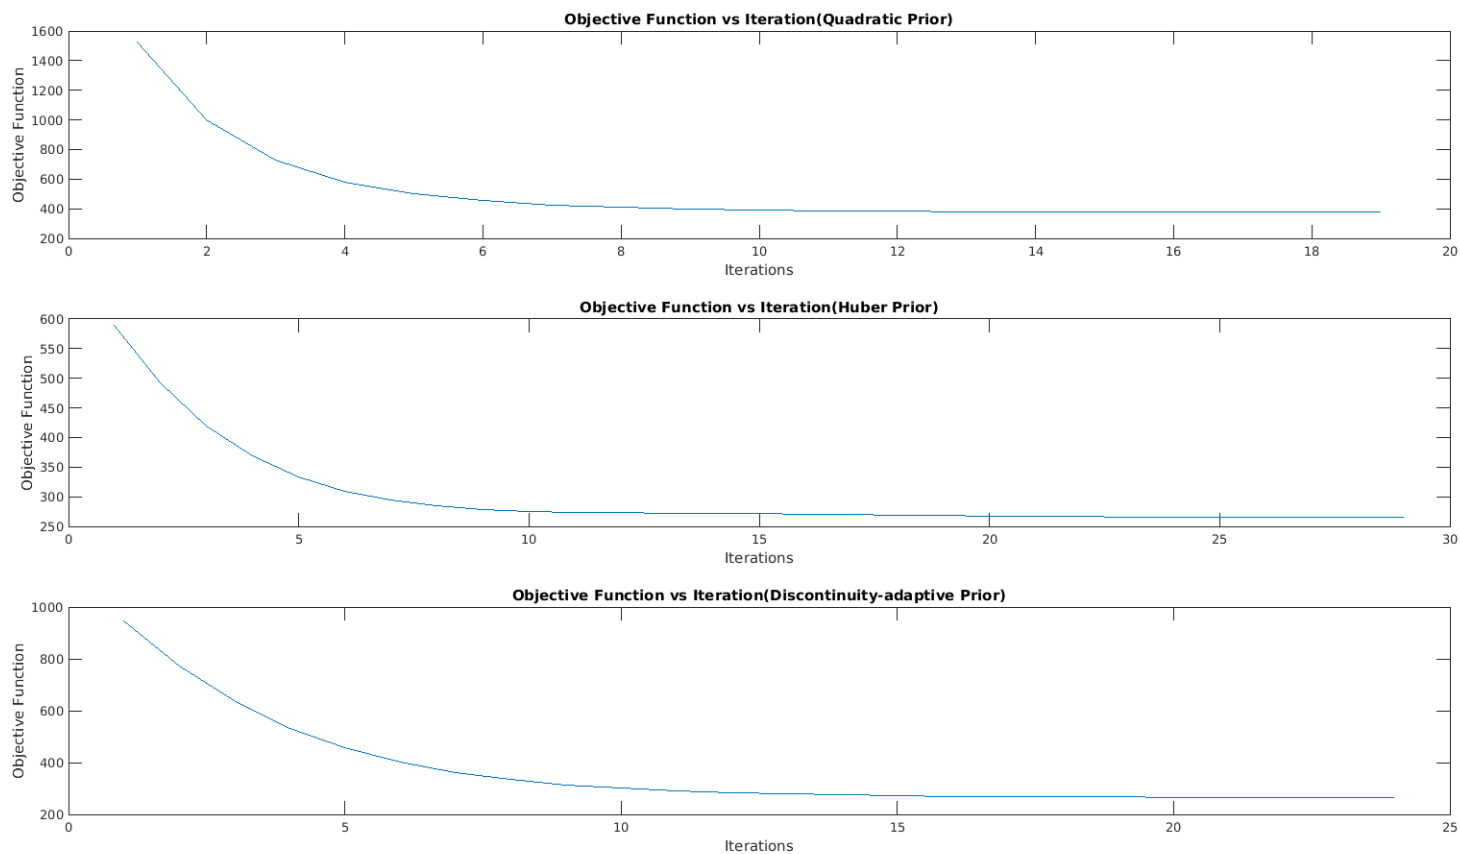 Objective Function vs Iteration(Quadratic Prior)
1600
1400
1200
1000
800
600
400
200
Objective Function
0 2 4 6 8 10 12 14 16 18 20
Iterations
Objective Function vs Iteration(Huber Prior)
600
550
500
450
400
350
300
250
Objective Function
0 5 10 15 20 25 30
Iterations
Objective Function vs Iteration(Discontinuity-adaptive Prior)
1000
800
600
400
200
Objective Function
0 5 10 15 20 25
Iterations